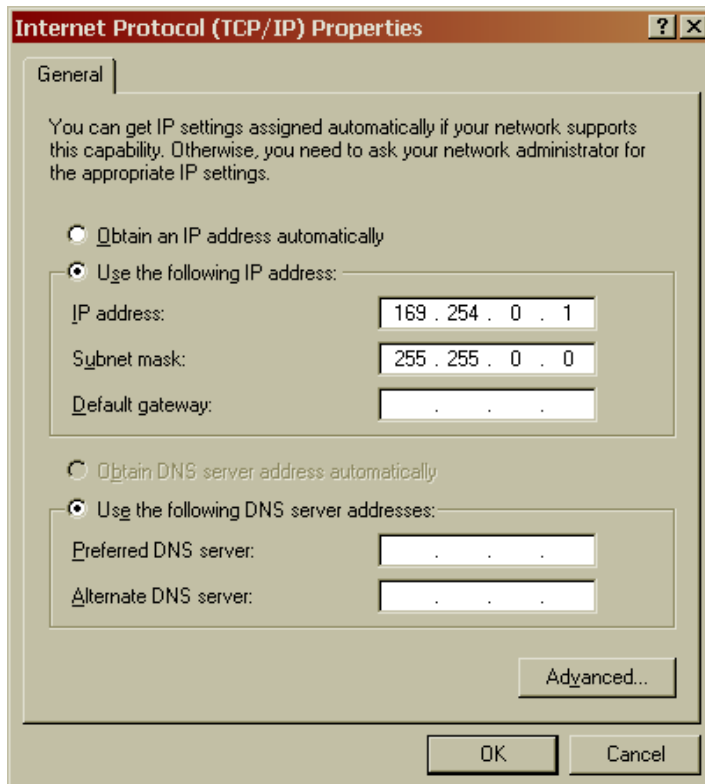 Internet Protocol (TCP/IP) Properties
General
You can get IP settings assigned automatically if your network supports
this capability. Otherwise, you need to ask your network administrator for
the appropriate IP settings.
Obtain an IP address automatically
Use the following IP address:
IP address: 169 . 254 . 0 . 1
Subnet mask: 255 . 255 . 0 . 0
Default gateway: . . .
Obtain DNS server address automatically
Use the following DNS server addresses:
Preferred DNS server: . . .
Alternate DNS server: . . .
Advanced...
OK Cancel